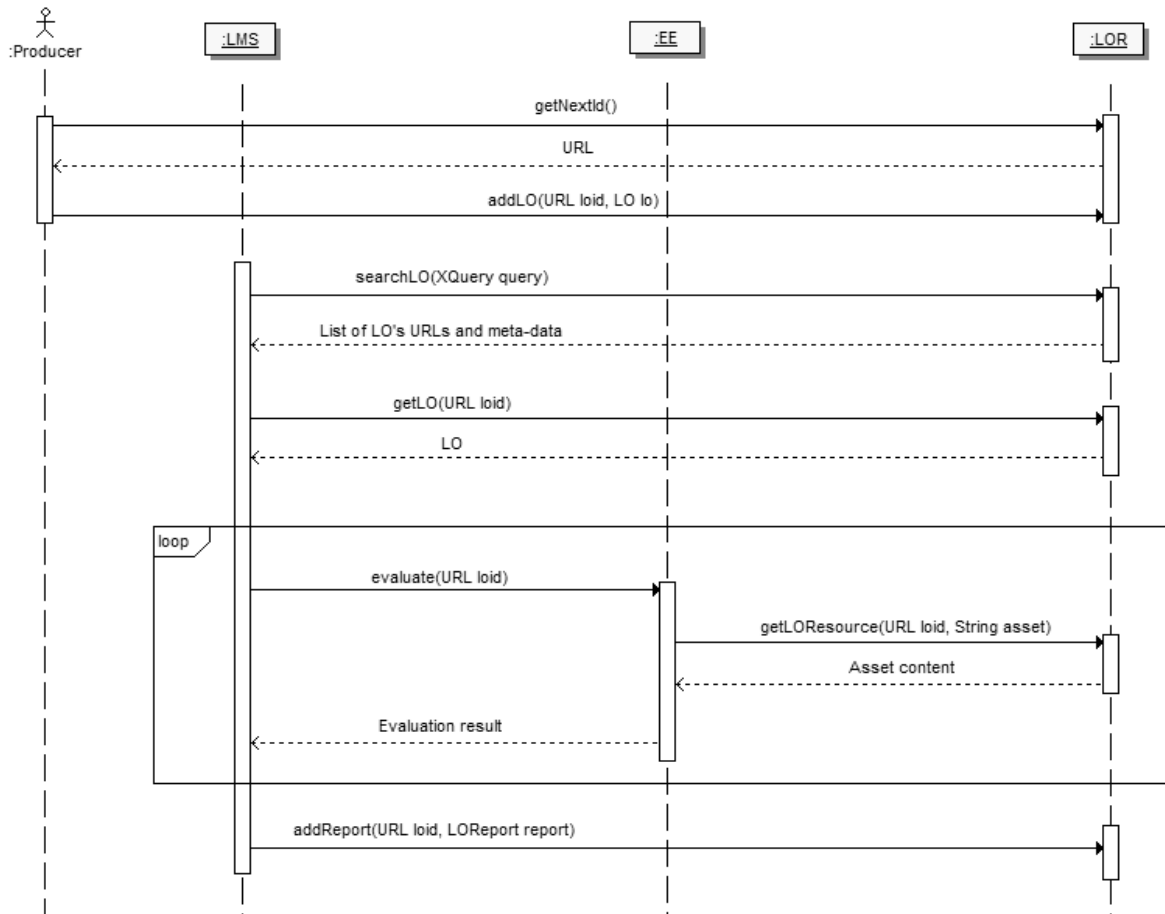 :Producer
:LMS
:EE
:LOR
getNextId()
URL
addLO(URL loid, LO lo)
searchLO(XQuery query)
List of LO's URLs and meta-data
getLO(URL loid)
LO
loop
evaluate(URL loid)
getLOResource(URL loid, String asset)
Asset content
Evaluation result
addReport(URL loid, LOReport report)